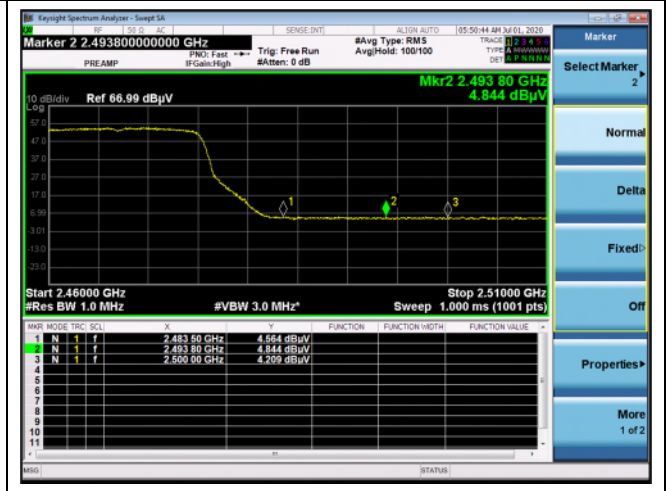 Keysight Spectrum Analyzer - Swept SA
RF 50 Ω AC SENSE:INT ALIGN AUTO 05:50:44 AM Jul 01, 2020
Marker 2 2.493800000000 GHz
PREAMP
PNO: Fast
IFGain:High
Trig: Free Run
#Atten: 0 dB
#Avg Type: RMS
Avg|Hold: 100/100
TRACE 1 2 3 4 5 6
TYPE A MWWWWW
DET A P N N N N
Mkr2 2.493 80 GHz
4.844 dBµV
10 dB/div Ref 66.99 dBµV
Log
57.0
47.0
37.0
27.0
17.0
6.99
-3.01
-13.0
-23.0
1
2
3
Start 2.46000 GHz Stop 2.51000 GHz
#Res BW 1.0 MHz #VBW 3.0 MHz* Sweep 1.000 ms (1001 pts)
MKR MODE TRC SCL X Y FUNCTION FUNCTION WIDTH FUNCTION VALUE
1 N 1 f 2.483 50 GHz 4.564 dBµV
2 N 1 f 2.493 80 GHz 4.844 dBµV
3 N 1 f 2.500 00 GHz 4.209 dBµV
4
5
6
7
8
9
10
11
MSG STATUS
Marker
Select Marker
2
Normal
Delta
Fixed
Off
Properties
More
1 of 2